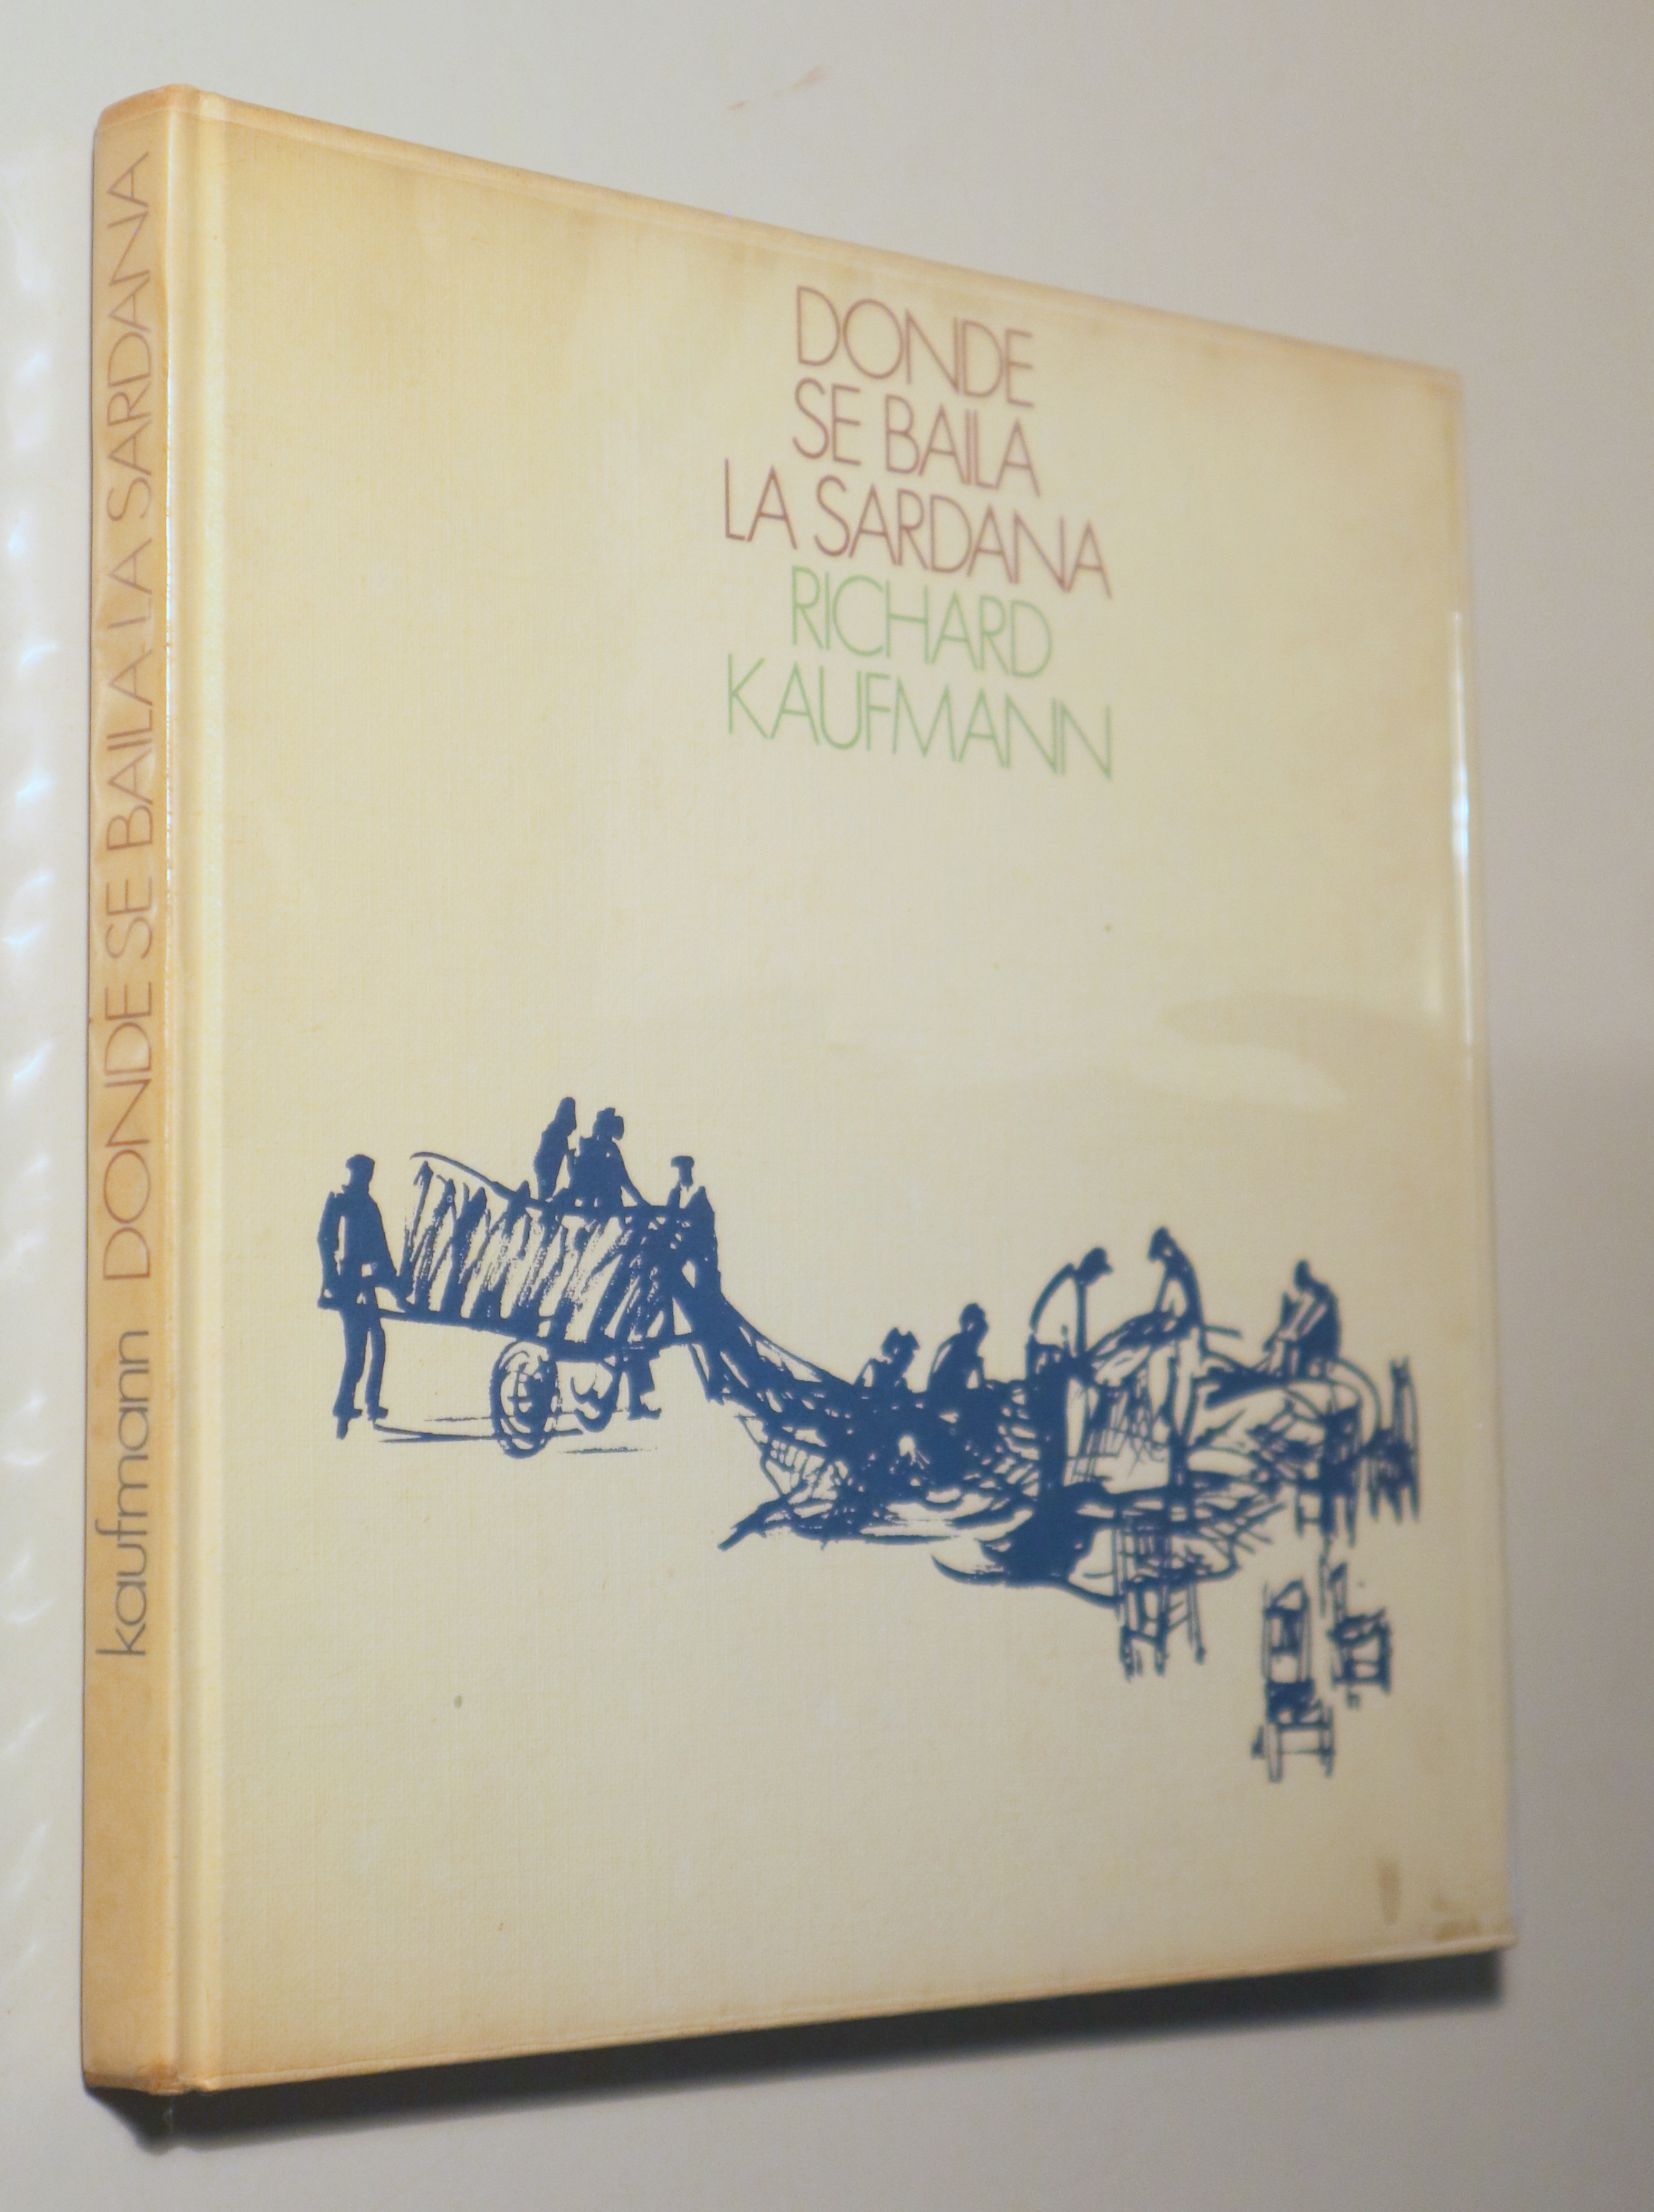 kaufmann DONDE SE BAILA LA SARDANA
DONDE
SE BAILA
LA SARDANA
RICHARD
KAUFMANN